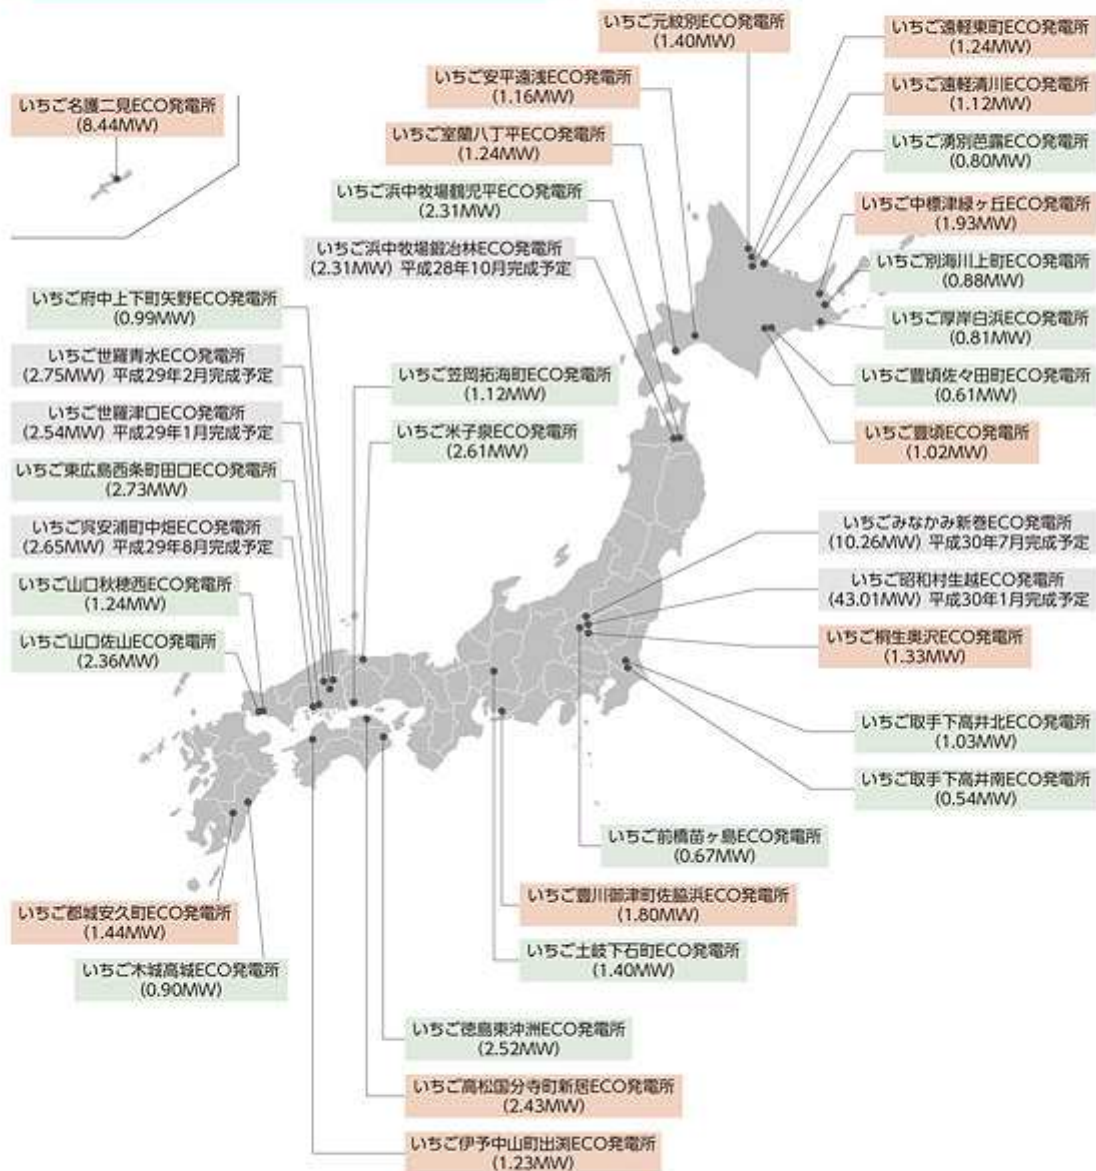 いちご元紋別ECO発電所
(1.40MW)
いちご遠軽東町ECO発電所
(1.24MW)
いちご安平遠浅ECO発電所
(1.16MW)
いちご遠軽清川ECO発電所
(1.12MW)
いちご名護二見ECO発電所
(8.44MW)
いちご室蘭八丁平ECO発電所
(1.24MW)
いちご湧別芭露ECO発電所
(0.80MW)
いちご浜中牧場鶴児平ECO発電所
(2.31MW)
いちご中標津緑ヶ丘ECO発電所
(1.93MW)
いちご浜中牧場鍛冶林ECO発電所
(2.31MW) 平成28年10月完成予定
いちご別海川上町ECO発電所
(0.88MW)
いちご府中上下町矢野ECO発電所
(0.99MW)
いちご厚岸白浜ECO発電所
(0.81MW)
いちご世羅青水ECO発電所
(2.75MW) 平成29年2月完成予定
いちご笠岡拓海町ECO発電所
(1.12MW)
いちご豊頃佐々田町ECO発電所
(0.61MW)
いちご世羅津口ECO発電所
(2.54MW) 平成29年1月完成予定
いちご米子泉ECO発電所
(2.61MW)
いちご豊頃ECO発電所
(1.02MW)
いちご東広島西条町田口ECO発電所
(2.73MW)
いちご呉安浦町中畑ECO発電所
(2.65MW) 平成29年8月完成予定
いちごみなかみ新巻ECO発電所
(10.26MW) 平成30年7月完成予定
いちご山口秋穂西ECO発電所
(1.24MW)
いちご昭和村生越ECO発電所
(43.01MW) 平成30年1月完成予定
いちご山口佐山ECO発電所
(2.36MW)
いちご桐生奥沢ECO発電所
(1.33MW)
いちご取手下高井北ECO発電所
(1.03MW)
いちご取手下高井南ECO発電所
(0.54MW)
いちご前橋苗ヶ島ECO発電所
(0.67MW)
いちご豊川御津町佐脇浜ECO発電所
(1.80MW)
いちご都城安久町ECO発電所
(1.44MW)
いちご土岐下石町ECO発電所
(1.40MW)
いちご木城高城ECO発電所
(0.90MW)
いちご徳島東沖洲ECO発電所
(2.52MW)
いちご高松国分寺町新居ECO発電所
(2.43MW)
いちご伊予中山町出渕ECO発電所
(1.23MW)